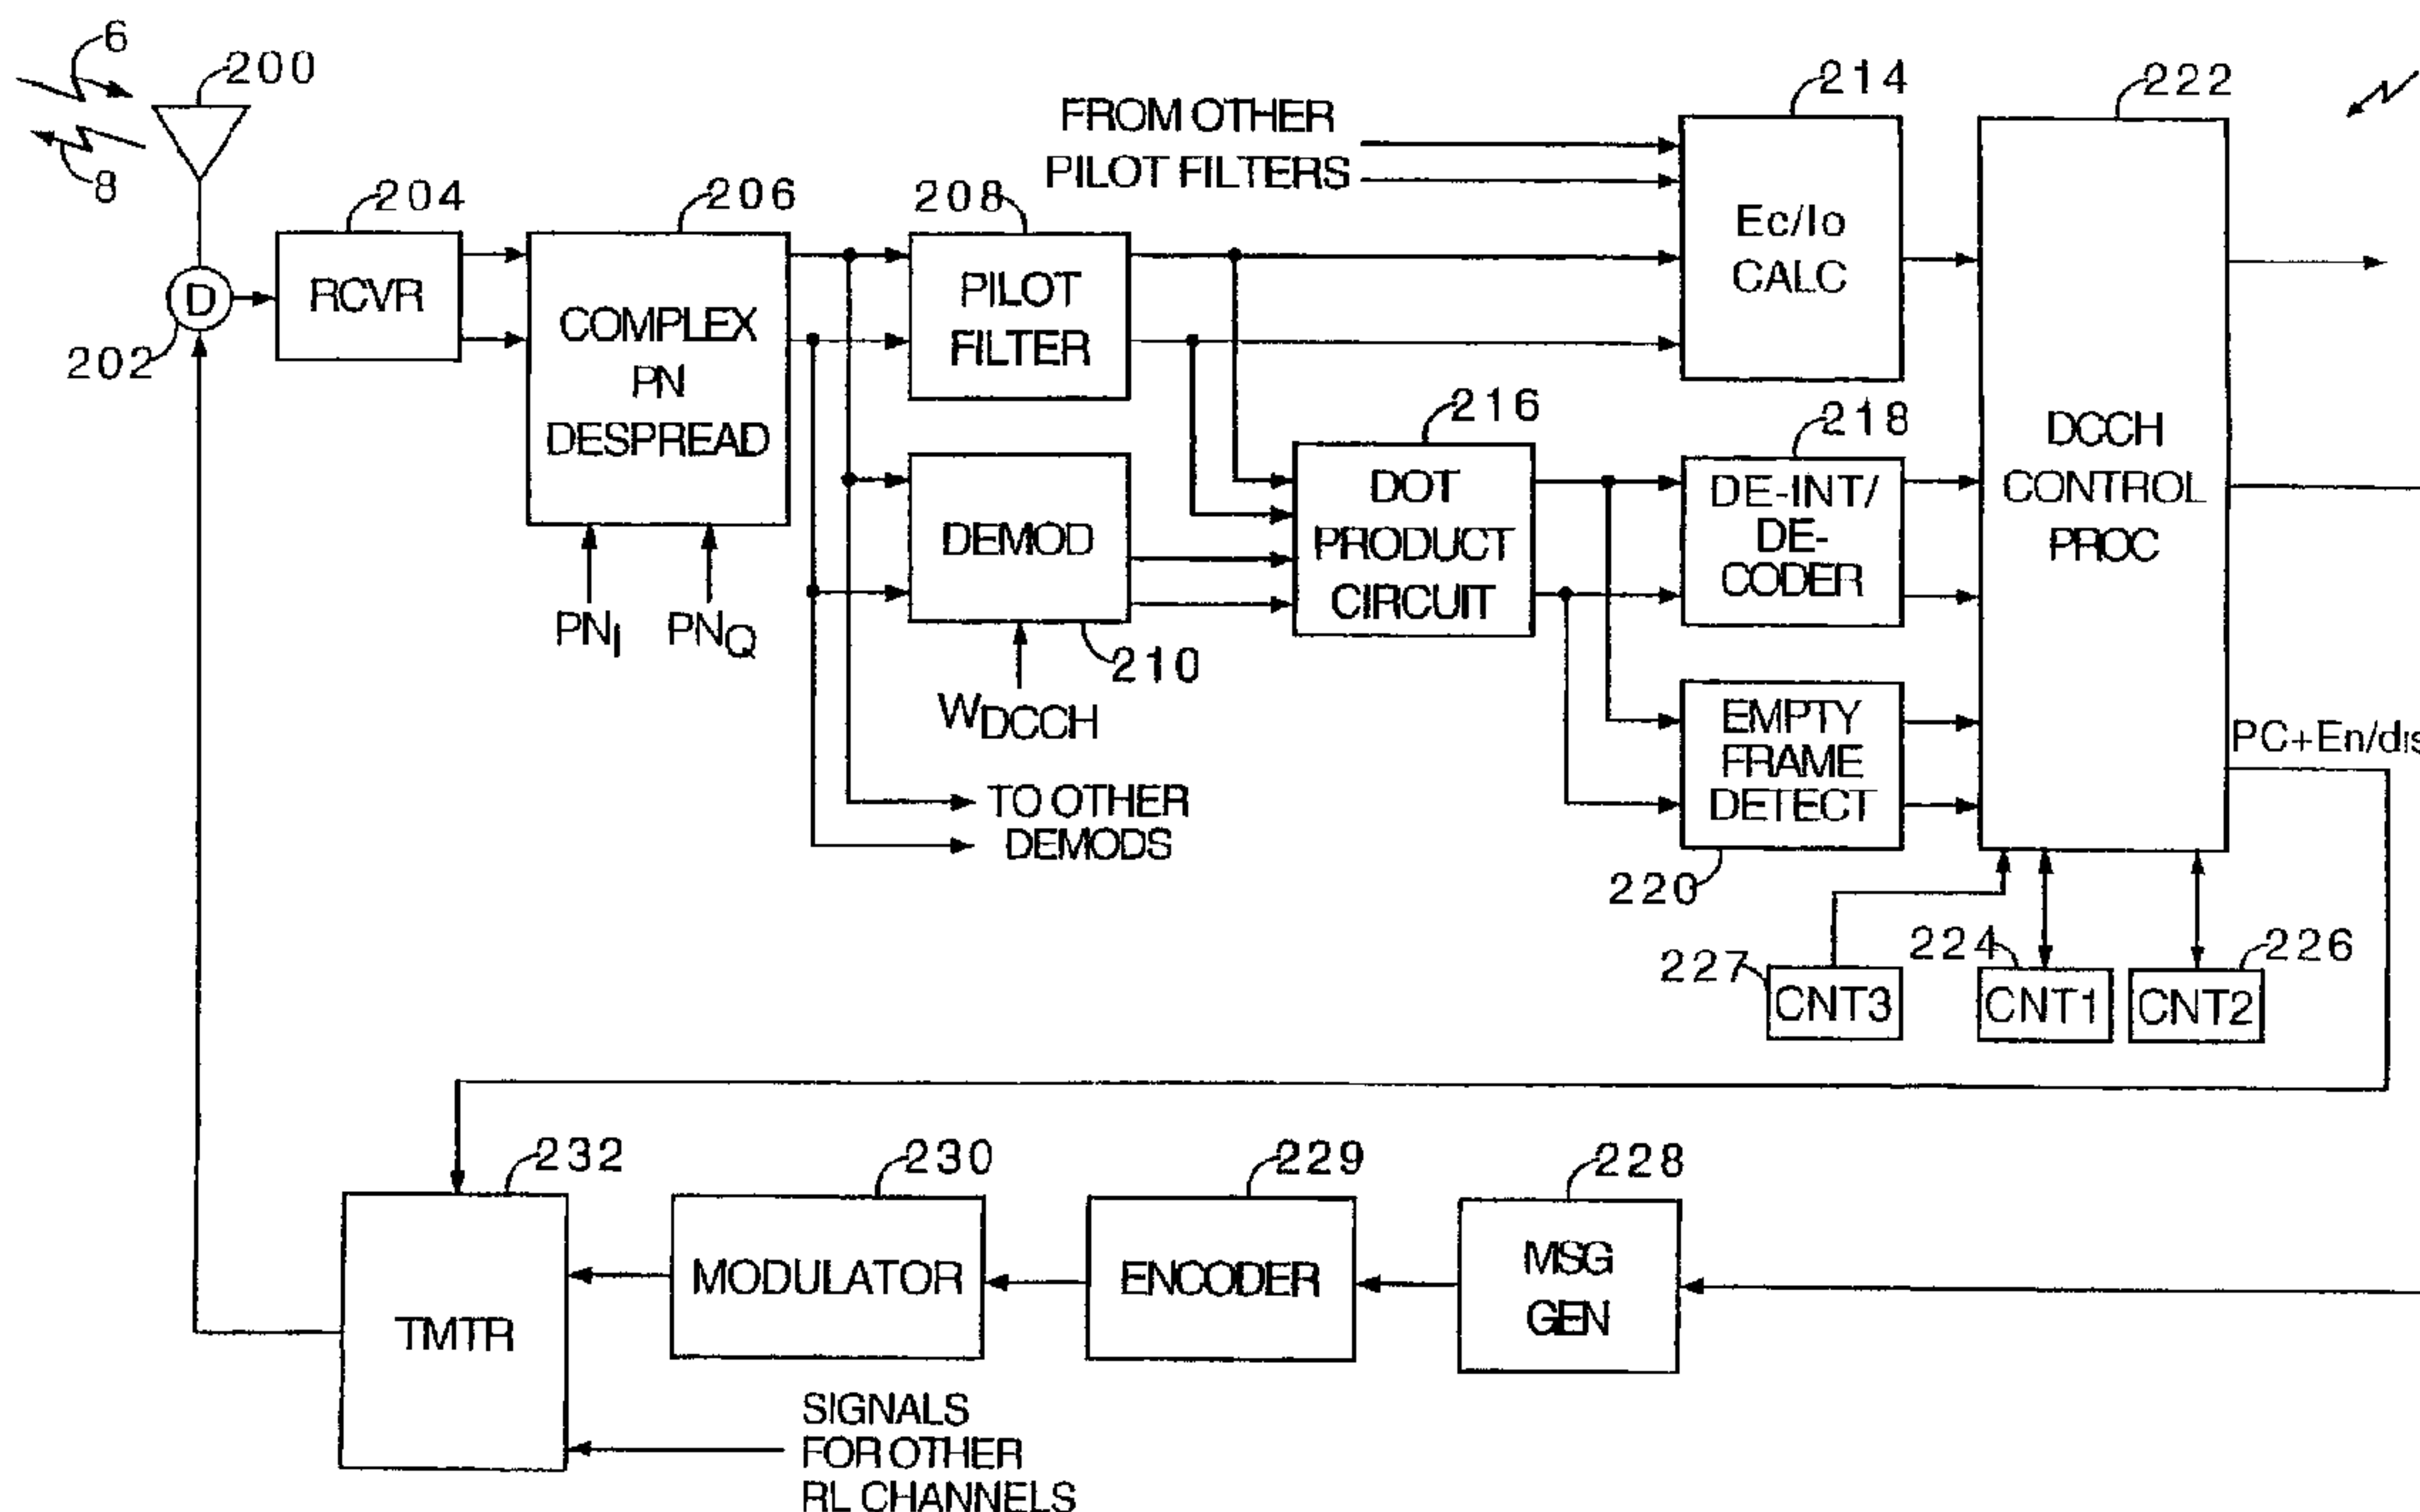 6
200
8
202
D
204
RCVR
206
COMPLEX
PN
DESPREAD
PNI
PNQ
208
PILOT
FILTER
FROM OTHER
PILOT FILTERS
214
Ec/Io
CALC
222
DCCH
CONTROL
PROC
DEMOD
210
WDCCH
TO OTHER
DEMODS
216
DOT
PRODUCT
CIRCUIT
218
DE-INT/
DE-
CODER
EMPTY
FRAME
DETECT
220
PC+En/dis
227
CNT3
224
CNT1
226
CNT2
232
TMTR
230
MODULATOR
229
ENCODER
228
MSG
GEN
SIGNALS
FOR OTHER
RL CHANNELS